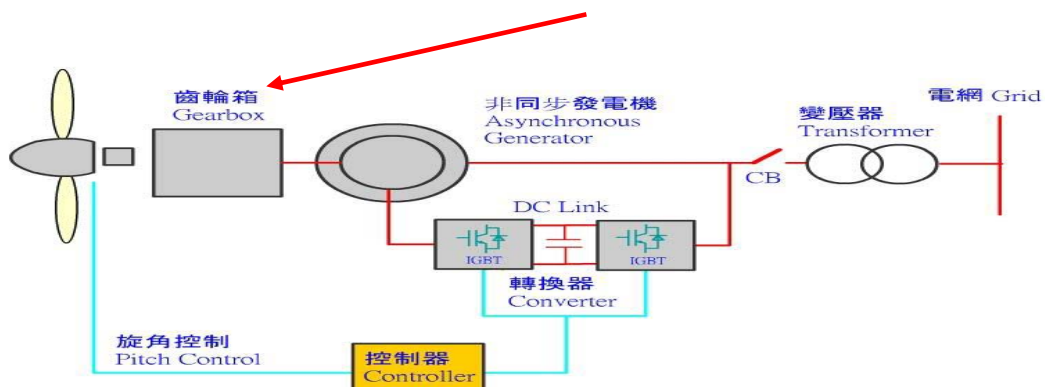 齒輪箱
Gearbox
非同步發電機
Asynchronous
Generator
變壓器
Transformer
電網 Grid
CB
DC Link
IGBT
IGBT
轉換器
Converter
旋角控制
Pitch Control
控制器
Controller